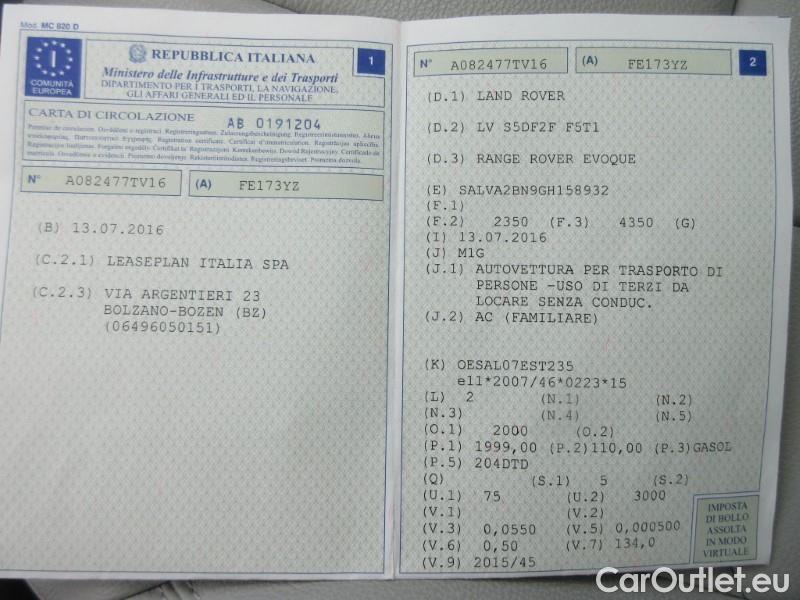 Mod. MC 820 D
I
COMUNITÀ
EUROPEA
REPUBBLICA ITALIANA
1
Ministero delle Infrastrutture e dei Trasporti
DIPARTIMENTO PER I TRASPORTI, LA NAVIGAZIONE,
GLI AFFARI GENERALI ED IL PERSONALE
CARTA DI CIRCOLAZIONE AB 0191204
N° A082477TV16 (A) FE173YZ
(B) 13.07.2016
(C.2.1) LEASEPLAN ITALIA SPA
(C.2.3) VIA ARGENTIERI 23
BOLZANO-BOZEN (BZ)
(06496050151)
N° A082477TV16 (A) FE173YZ 2
(D.1) LAND ROVER
(D.2) LV S5DF2F F5T1
(D.3) RANGE ROVER EVOQUE
(E) SALVA2BN9GH158932
(F.1)
(F.2) 2350 (F.3) 4350 (G)
(I) 13.07.2016
(J) M1G
(J.1) AUTOVETTURA PER TRASPORTO DI
PERSONE -USO DI TERZI DA
LOCARE SENZA CONDUC.
(J.2) AC (FAMILIARE)
(K) OESAL07EST235
e11*2007/46*0223*15
(L) 2 (N.1) (N.2)
(N.3) (N.4) (N.5)
(O.1) 2000 (O.2)
(P.1) 1999,00 (P.2)110,00 (P.3)GASOL
(P.5) 204DTD
(Q) (S.1) 5 (S.2)
(U.1) 75 (U.2) 3000
(V.1) (V.2)
(V.3) 0,0550 (V.5) 0,000500
(V.6) 0,50 (V.7) 134,0
(V.9) 2015/45
IMPOSTA
DI BOLLO
ASSOLTA
IN MODO
VIRTUALE
CarOutlet.eu